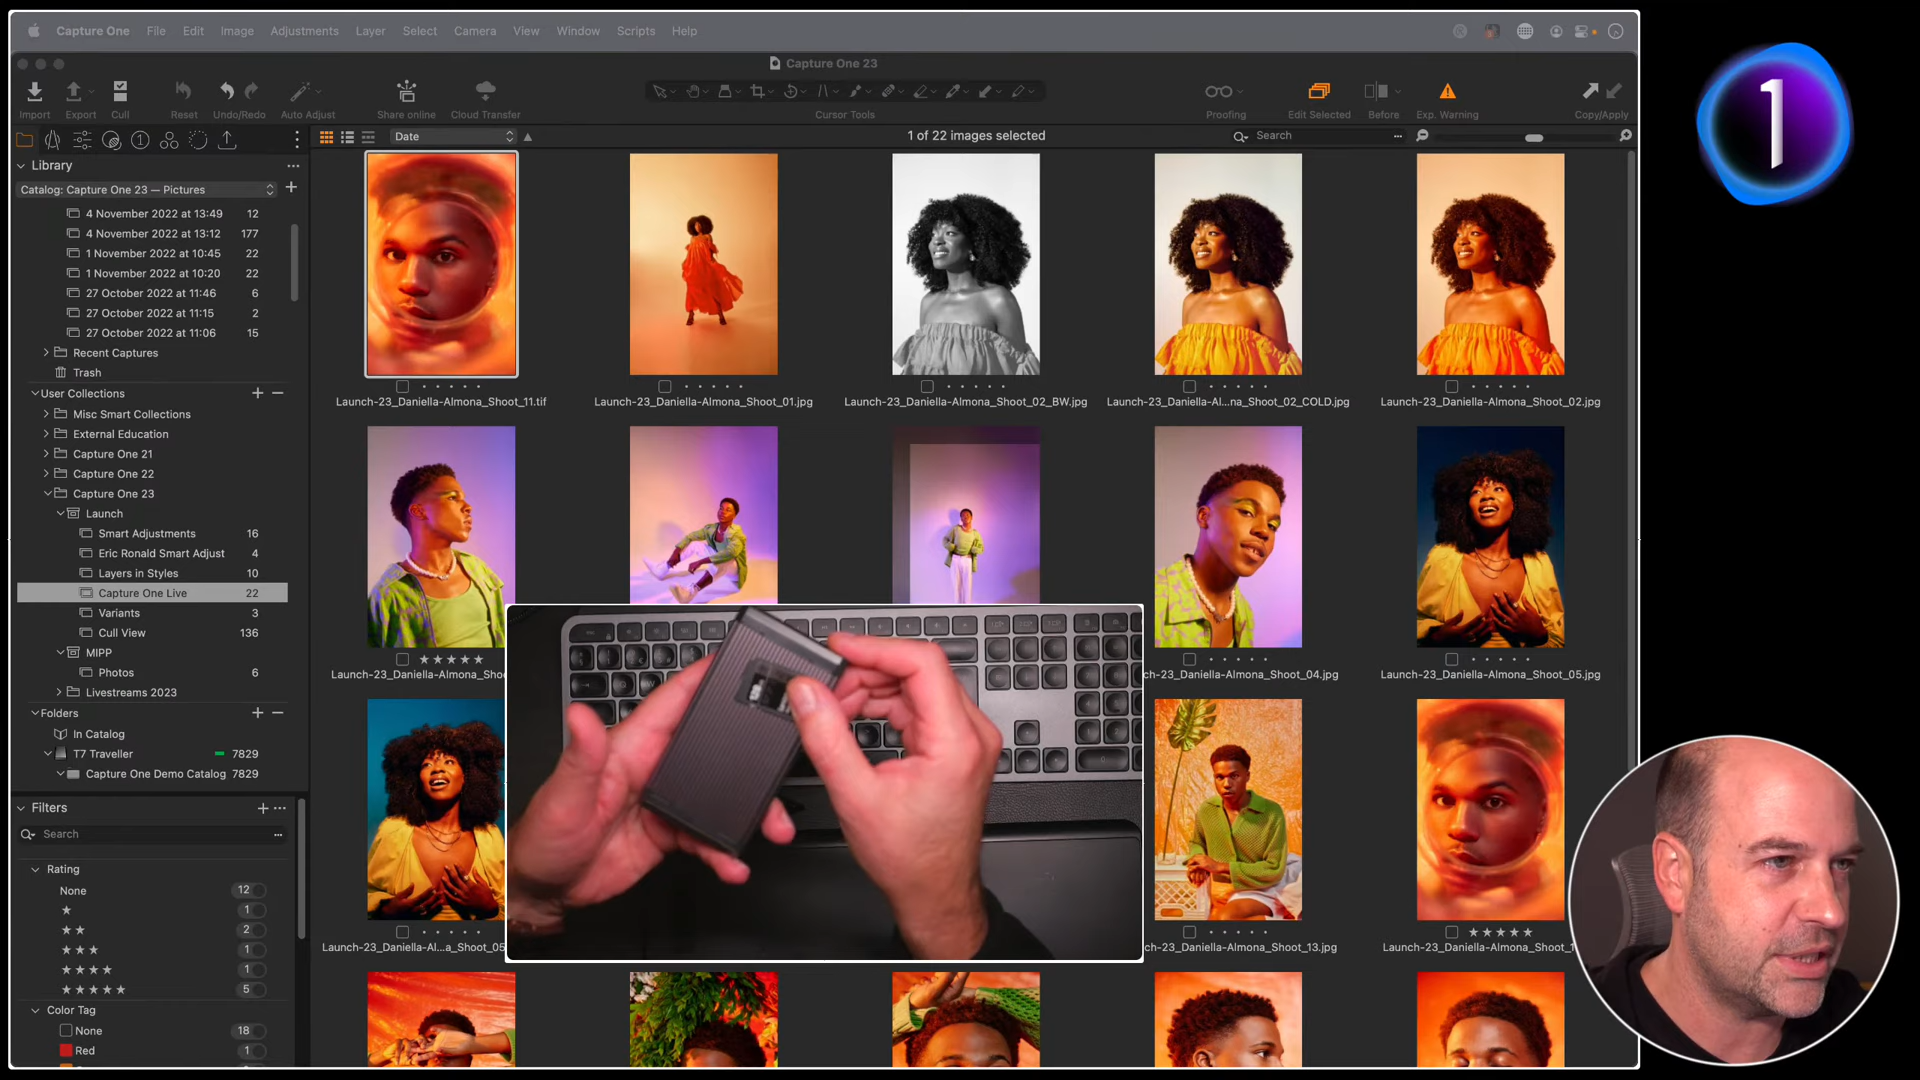 Capture One File Edit Image Adjustments Layer Select Camera View Window Scripts Help
Capture One 23
Import Export Cull Reset Undo/Redo Auto Adjust Share online Cloud Transfer Cursor Tools Proofing Edit Selected Before Exp. Warning Copy/Apply
Date
1 of 22 images selected
Search
Library
Catalog: Capture One 23 — Pictures
4 November 2022 at 13:49 12
4 November 2022 at 13:12 177
1 November 2022 at 10:45 22
1 November 2022 at 10:20 22
27 October 2022 at 11:46 6
27 October 2022 at 11:15 2
27 October 2022 at 11:06 15
Recent Captures
Trash
User Collections
Misc Smart Collections
External Education
Capture One 21
Capture One 22
Capture One 23
Launch
Smart Adjustments 16
Eric Ronald Smart Adjust 4
Layers in Styles 10
Capture One Live 22
Variants 3
Cull View 136
MIPP
Photos 6
Livestreams 2023
Folders
In Catalog
T7 Traveller 7829
Capture One Demo Catalog 7829
Filters
Search
Rating
None 12
★ 1
★★ 2
★★★ 1
★★★★ 1
★★★★★ 5
Color Tag
None 18
Red 1
Launch-23_Daniella-Almona_Shoot_11.tif
Launch-23_Daniella-Almona_Shoot_01.jpg
Launch-23_Daniella-Almona_Shoot_02_BW.jpg
Launch-23_Daniella-Al...na_Shoot_02_COLD.jpg
Launch-23_Daniella-Almona_Shoot_02.jpg
Launch-23_Daniella-Almona_Shoo
ch-23_Daniella-Almona_Shoot_04.jpg
Launch-23_Daniella-Almona_Shoot_05.jpg
Launch-23_Daniella-Al...a_Shoot_05
ch-23_Daniella-Almona_Shoot_13.jpg
Launch-23_Daniella-Almona_Shoot_1
1